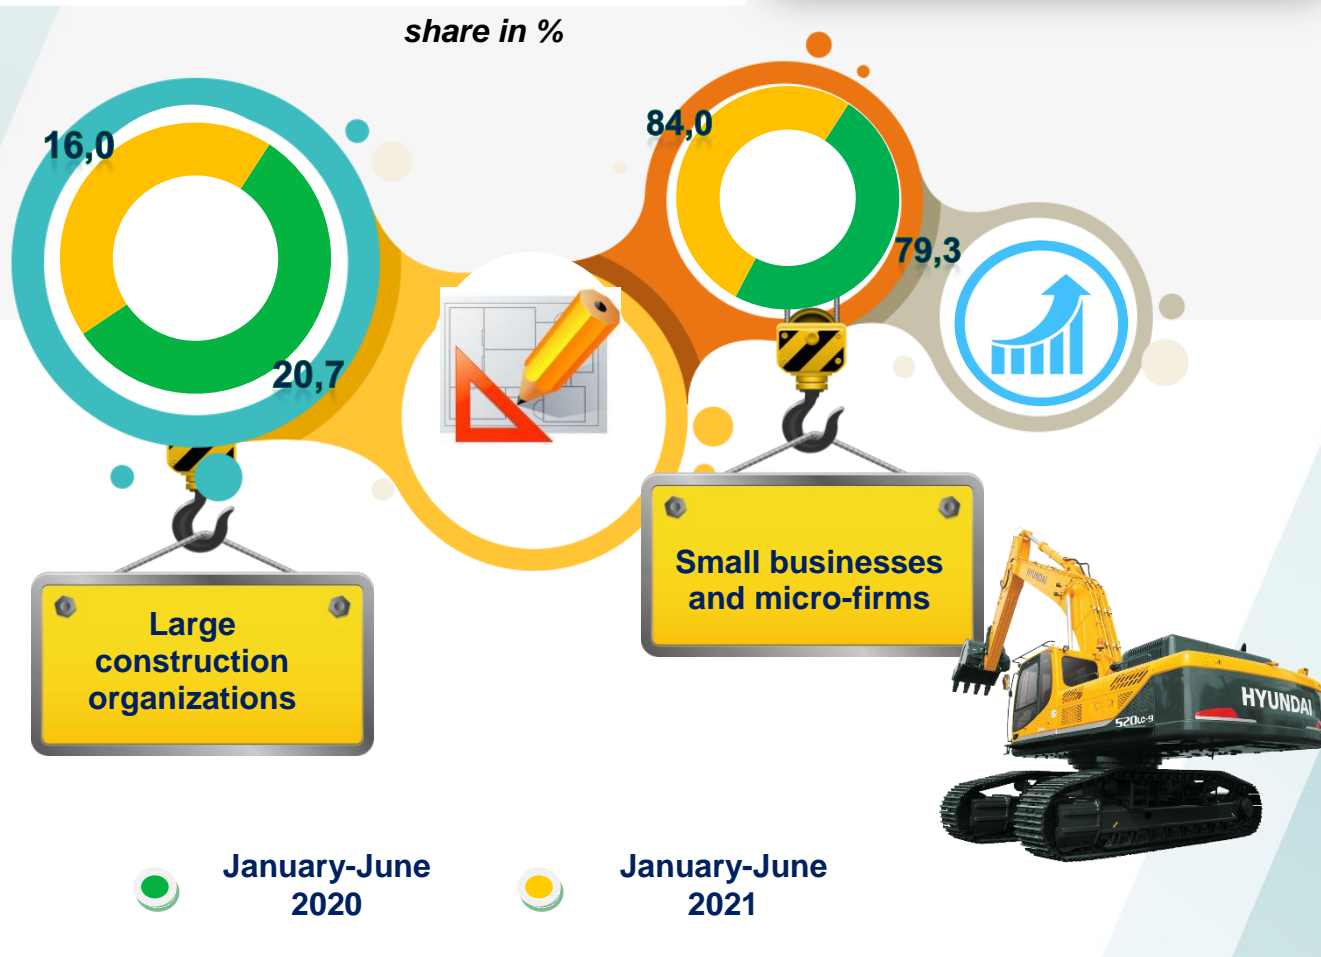 share in %
16,0
84,0
79,3
20,7
Small businesses
and micro-firms
Large
construction
organizations
HYUNDAI
HYUNDAI
520LC-9
January-June
2020
January-June
2021